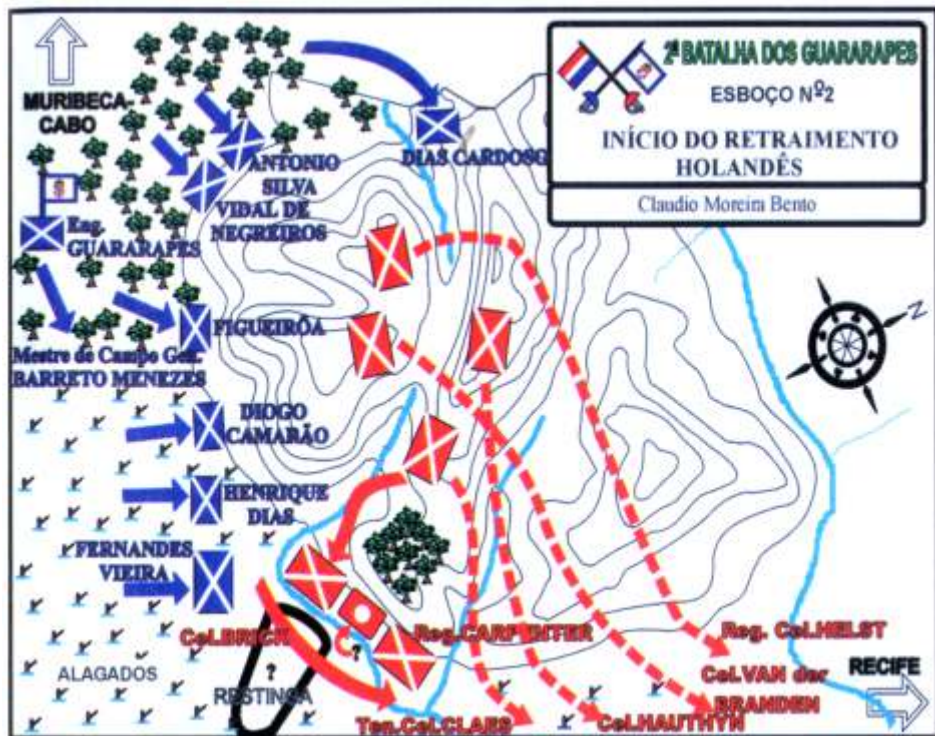 2ª BATALHA DOS GUARARAPES
ESBOÇO Nº2
INÍCIO DO RETRAIMENTO
HOLANDÊS
Claudio Moreira Bento
MURIBECA-
CABO
DIAS CARDOSO
ANTONIO
SILVA
VIDAL DE
NEGREIROS
Eng.
GUARARAPES
FIGUEIRÔA
Mestre de Campo Gen.
BARRETO MENEZES
N
DIOGO
CAMARÃO
HENRIQUE
DIAS
FERNANDES
VIEIRA
Cel.BRICK
Reg.CARPENTER
Reg. Cel.HELST
?
ALAGADOS
?
RESTINGA
Cel.VAN der
BRANDEN
RECIFE
Ten.Cel.CLAES
Cel.HAUTHYN